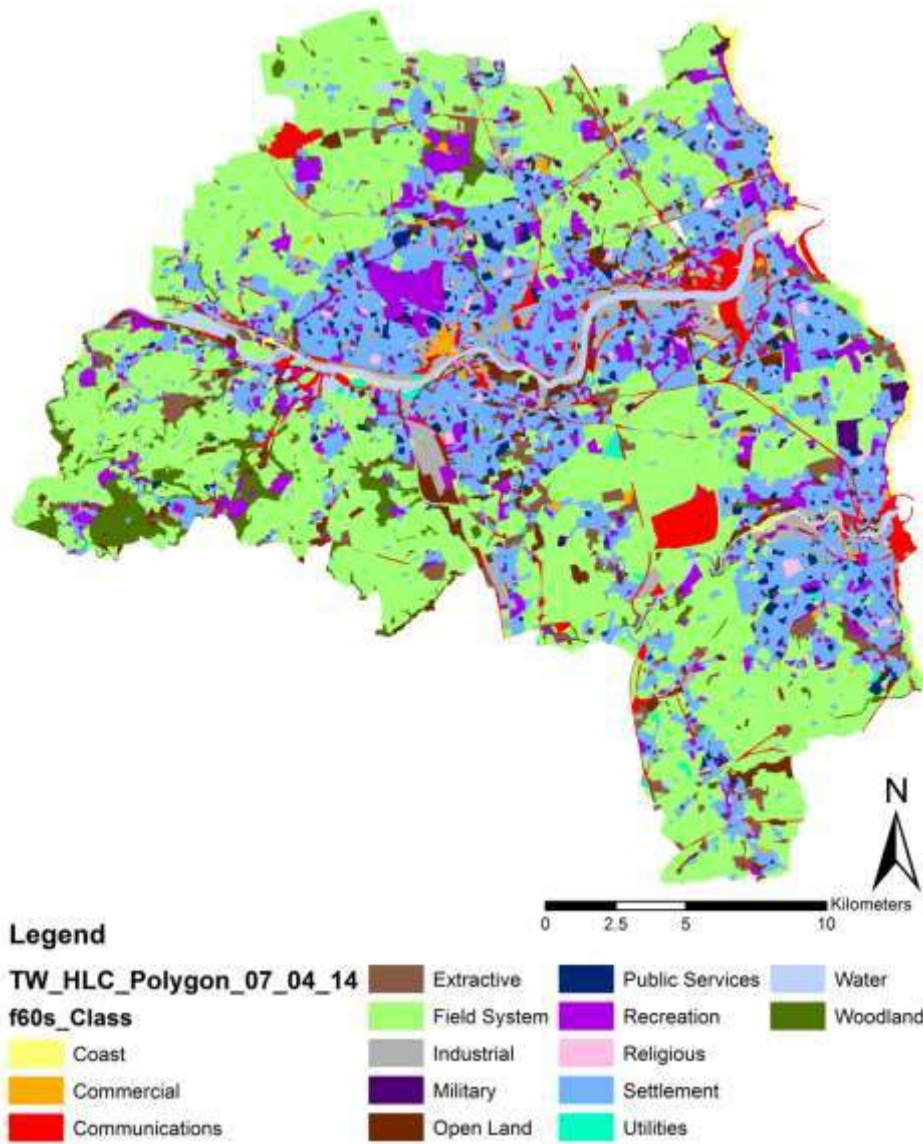 N
Kilometers
0 2.5 5 10
Legend
TW_HLC_Polygon_07_04_14
f60s_Class
Coast
Commercial
Communications
Extractive
Field System
Industrial
Military
Open Land
Public Services
Recreation
Religious
Settlement
Utilities
Water
Woodland